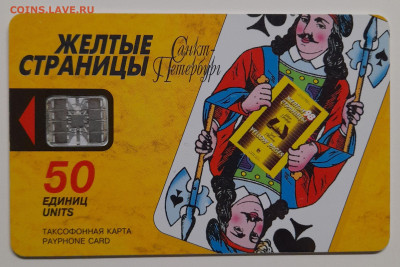 COINS.LAVE.RU
ЖЕЛТЫЕ
СТРАНИЦЫ
Санкт-
Петербург
50
ЕДИНИЦ
UNITS
ТАКСОФОННАЯ КАРТА
PAYPHONE CARD